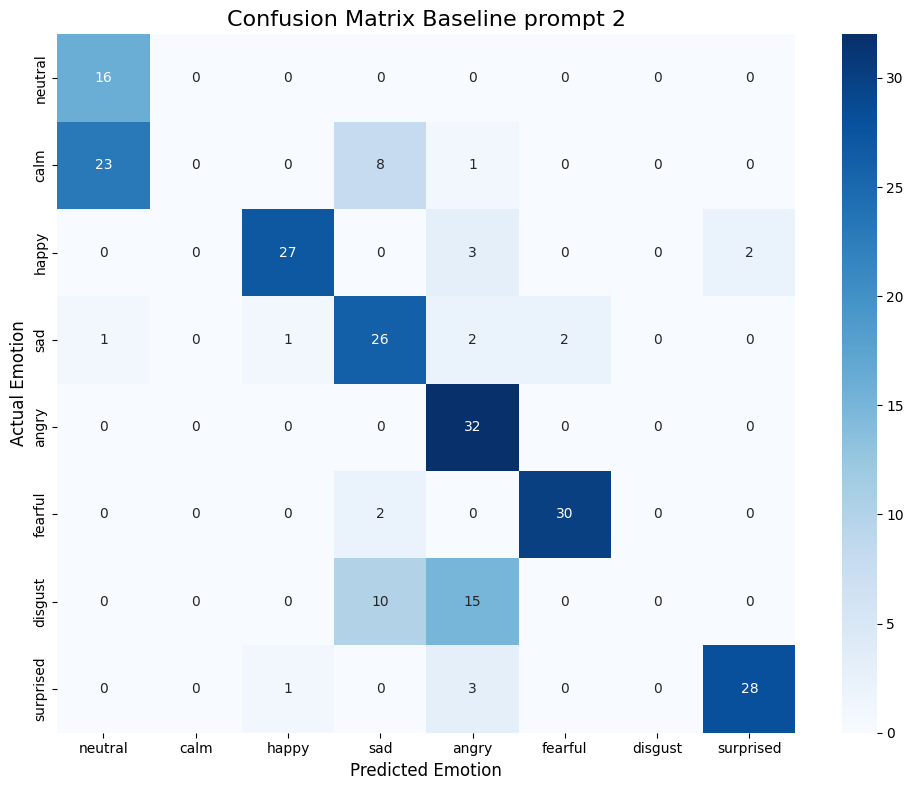 Confusion Matrix Baseline prompt 2
Actual Emotion
neutral 16 0 0 0 0 0 0 0
calm 23 0 0 8 1 0 0 0
happy 0 0 27 0 3 0 0 2
sad 1 0 1 26 2 2 0 0
angry 0 0 0 0 32 0 0 0
fearful 0 0 0 2 0 30 0 0
disgust 0 0 0 10 15 0 0 0
surprised 0 0 1 0 3 0 0 28
neutral calm happy sad angry fearful disgust surprised
Predicted Emotion
30
25
20
15
10
5
0